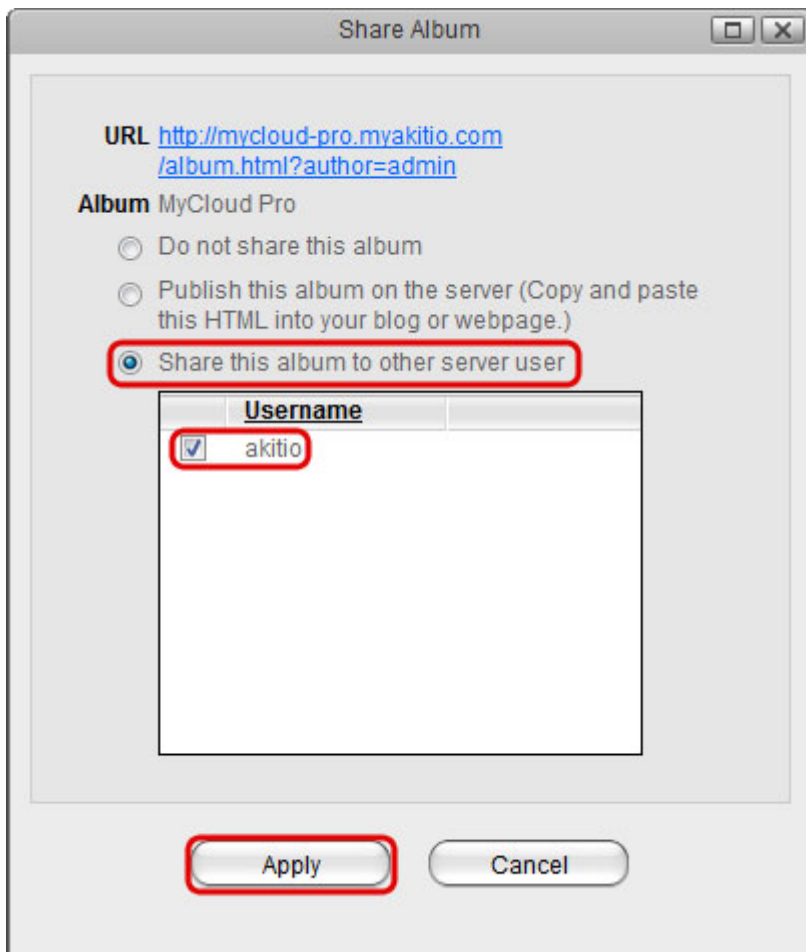 Share Album
URL http://mycloud-pro.myakitio.com
/album.html?author=admin
Album MyCloud Pro
Do not share this album
Publish this album on the server (Copy and paste
this HTML into your blog or webpage.)
Share this album to other server user
Username
akitio
Apply Cancel